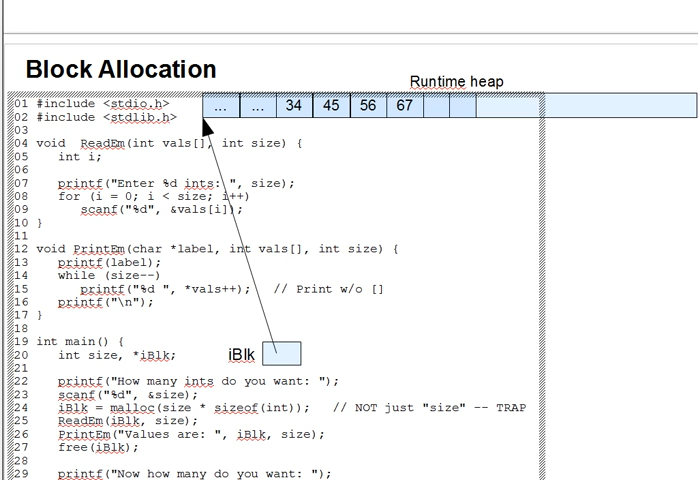 Block Allocation
Runtime heap
... ... 34 45 56 67
01 #include <stdio.h>
02 #include <stdlib.h>
03
04 void  ReadEm(int vals[], int size) {
05    int i;
06
07    printf("Enter %d ints: ", size);
08    for (i = 0; i < size; i++)
09       scanf("%d", &vals[i]);
10 }
11
12 void PrintEm(char *label, int vals[], int size) {
13    printf(label);
14    while (size--)
15       printf("%d ", *vals++);   // Print w/o []
16    printf("\n");
17 }
18
19 int main() {
20    int size, *iBlk;
iBlk
21
22    printf("How many ints do you want: ");
23    scanf("%d", &size);
24    iBlk = malloc(size * sizeof(int));   // NOT just "size" -- TRAP
25    ReadEm(iBlk, size);
26    PrintEm("Values are: ", iBlk, size);
27    free(iBlk);
28
29    printf("Now how many do you want: ");